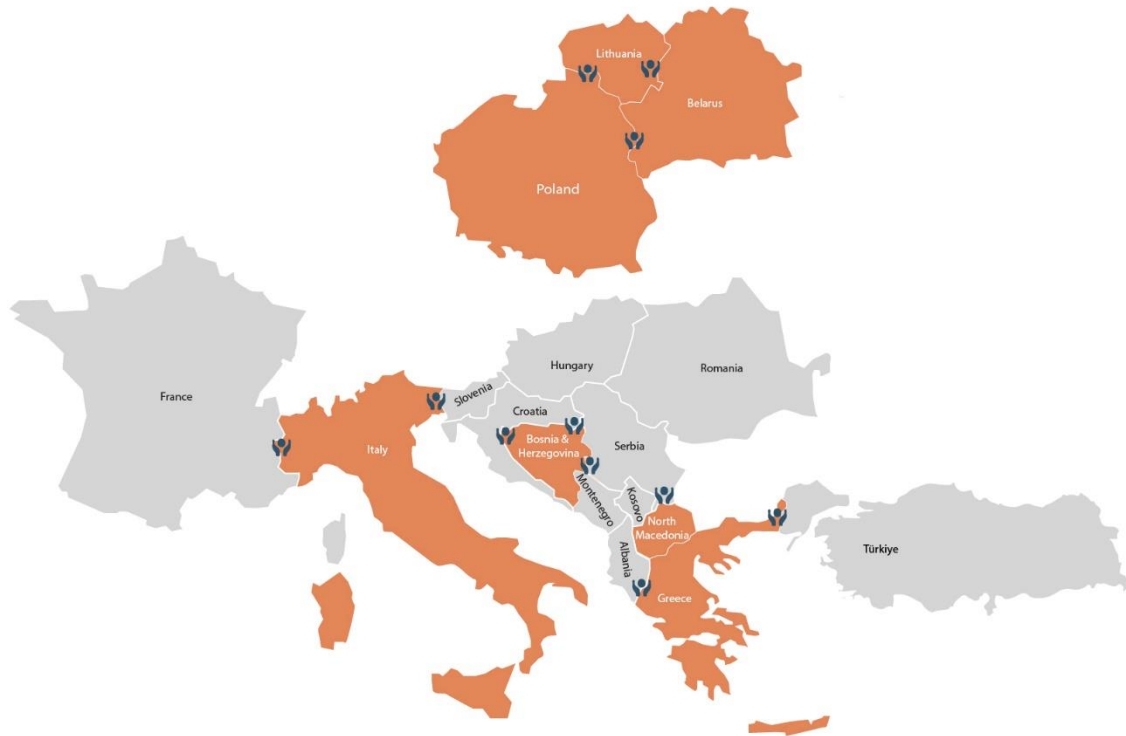 Lithuania
Belarus
Poland
Hungary
Romania
France
Slovenia
Croatia
Italy
Bosnia &
Herzegovina
Serbia
Montenegro
Kosovo
North
Macedonia
Albania
Türkiye
Greece